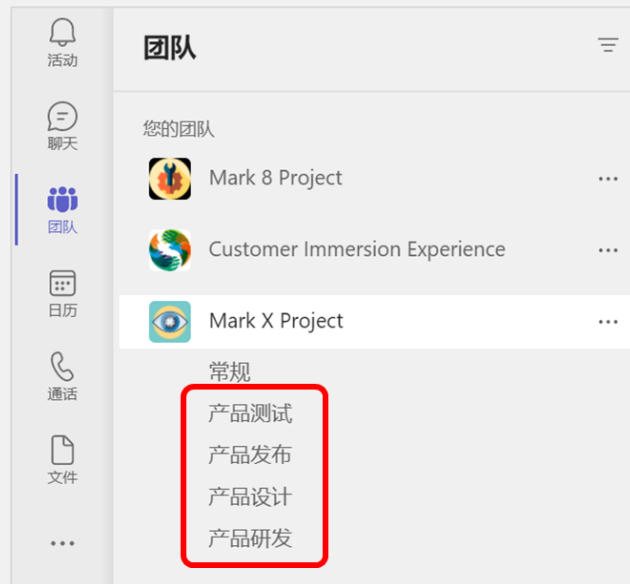 活动
聊天
团队
日历
通话
文件
团队
您的团队
Mark 8 Project
Customer Immersion Experience
Mark X Project
常规
产品测试
产品发布
产品设计
产品研发